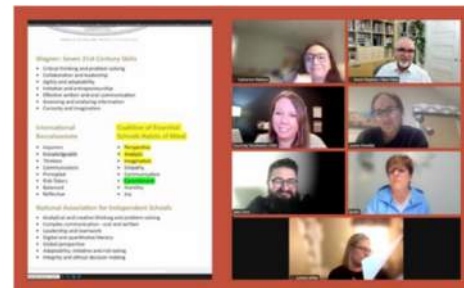 Wagner: Seven 21st Century Skills
• Critical thinking and problem solving
• Collaboration and leadership
• Agility and adaptability
• Initiative and entrepreneurship
• Effective written and oral communication
• Accessing and analyzing information
• Curiosity and imagination
International
Baccalaureate
• Inquirers
• Knowledgeable
• Thinkers
• Communicators
• Principled
• Risk-Takers
• Balanced
• Reflective
Coalition of Essential
Schools Habits of Mind
• Perspective
• Analysis
• Imagination
• Empathy
• Communication
• Commitment
• Humility
• Joy
National Association for Independent Schools
• Analytical and creative thinking and problem solving
• Complex communication - oral and written
• Leadership and teamwork
• Digital and quantitative literacy
• Global perspective
• Adaptability, initiative and risk taking
• Integrity and ethical decision making